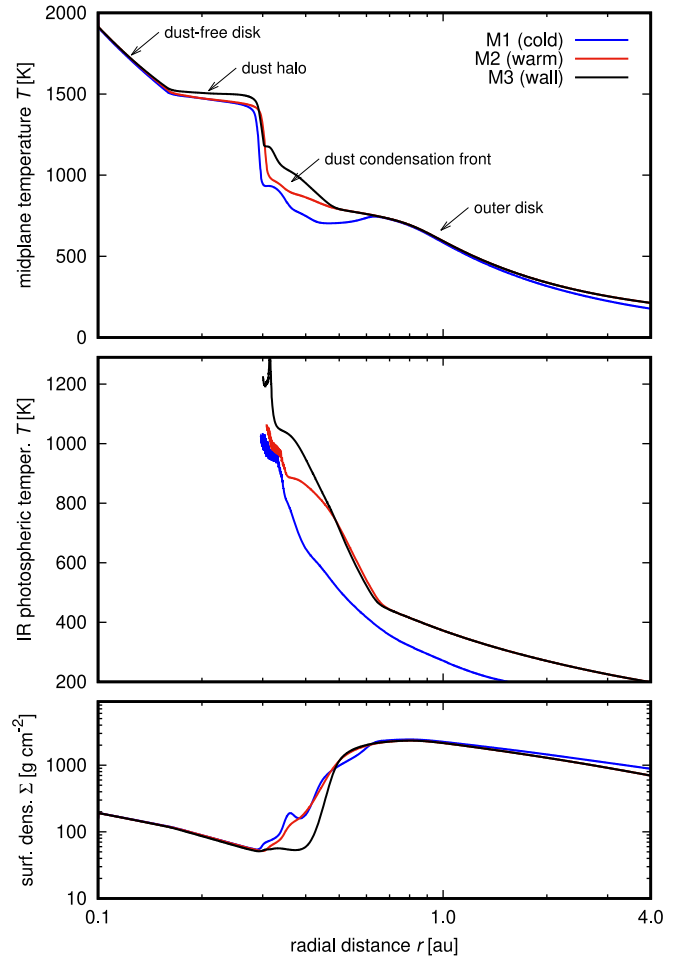 midplane temperature T [K]
2000
1500
1000
500
0
dust-free disk
dust halo
dust condensation front
outer disk
M1 (cold)
M2 (warm)
M3 (wall)
IR photospheric temper. T [K]
1200
1000
800
600
400
200
surf. dens. Σ [g cm⁻²]
1000
100
10
0.1
1.0
4.0
radial distance r [au]